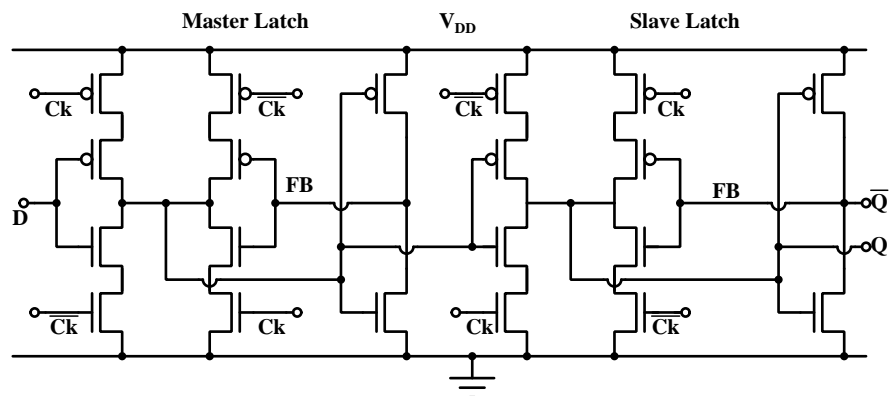 Master Latch
V_DD
Slave Latch
Ck
C̅k̅
C̅k̅
Ck
FB
FB
D
Q̅
Q
C̅k̅
Ck
Ck
C̅k̅